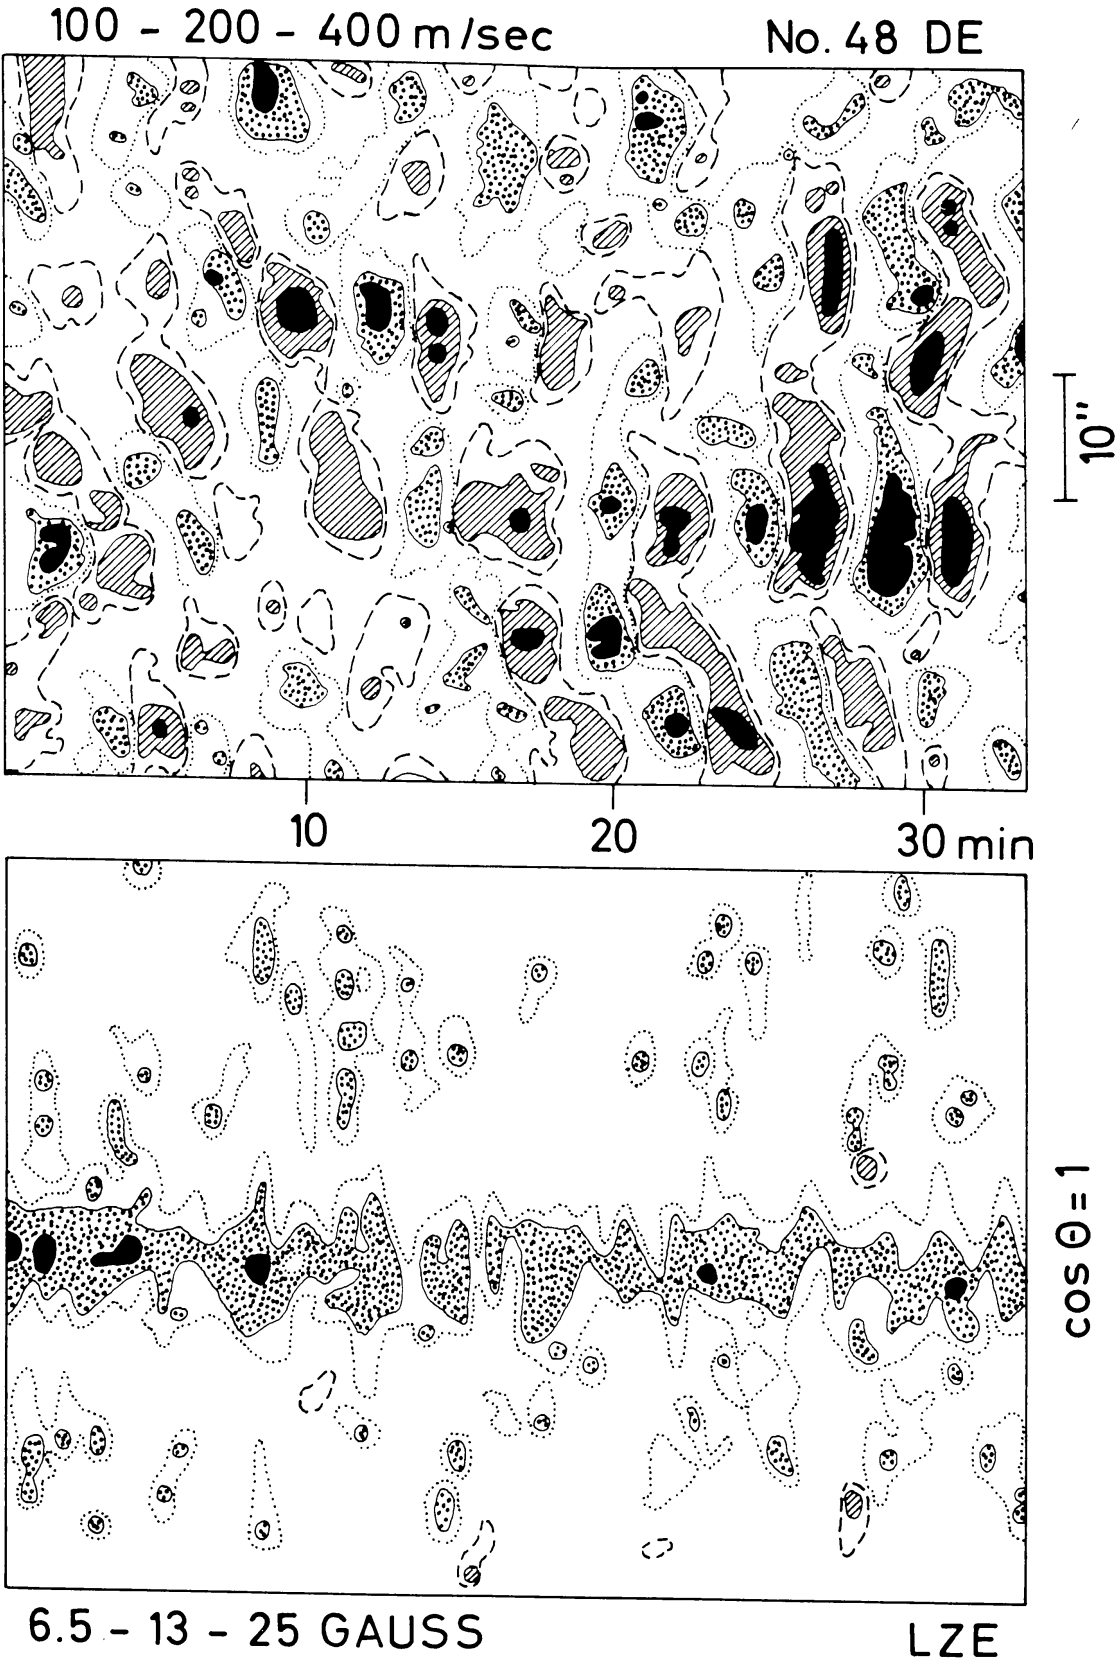 100 - 200 - 400 m/sec No. 48 DE
10"
10 20 30 min
cos Θ = 1
6.5 - 13 - 25 GAUSS LZE